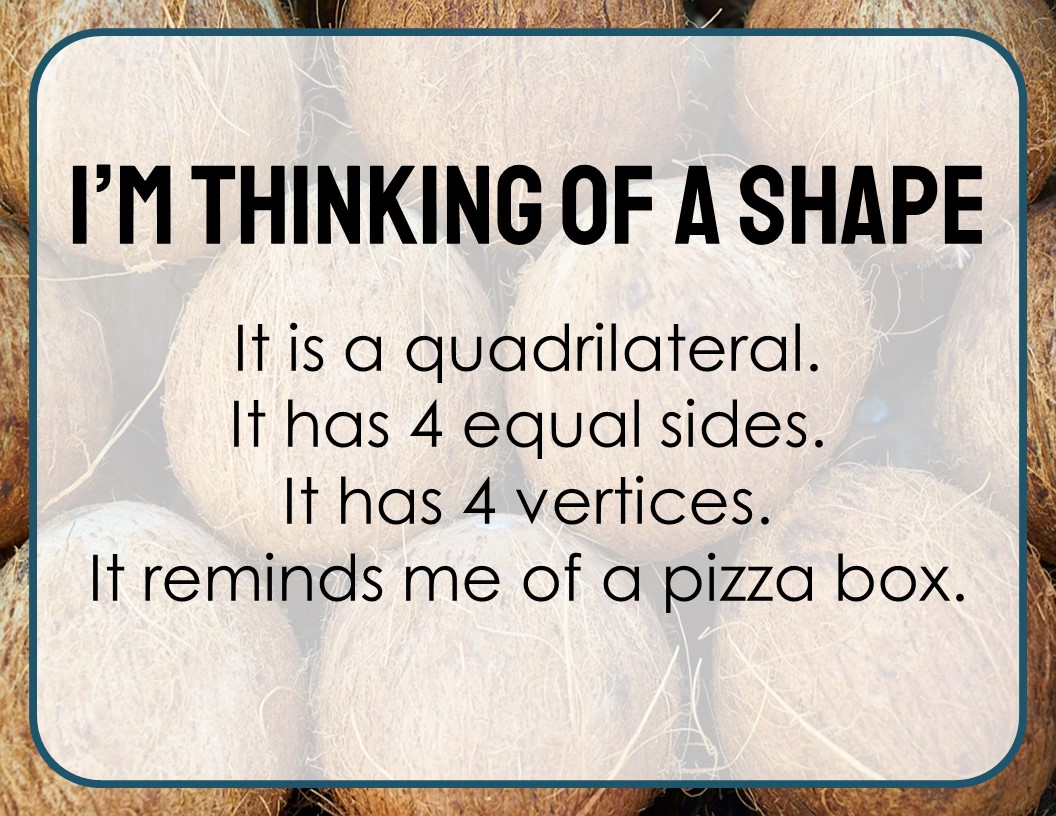 I’M THINKING OF A SHAPE
It is a quadrilateral.
It has 4 equal sides.
It has 4 vertices.
It reminds me of a pizza box.